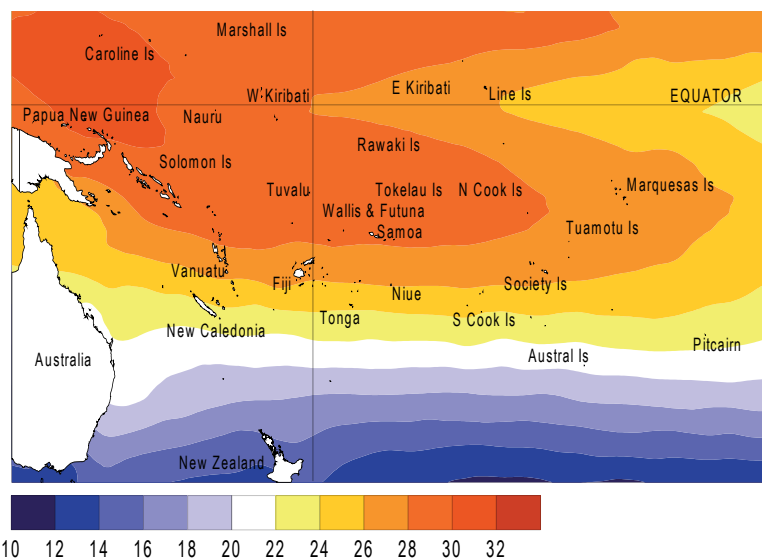 Marshall Is
Caroline Is
E Kiribati
W Kiribati
Line Is
EQUATOR
Papua New Guinea
Nauru
Rawaki Is
Solomon Is
Tuvalu
Tokelau Is
N Cook Is
Marquesas Is
Wallis & Futuna
Samoa
Tuamotu Is
Vanuatu
Fiji
Niue
Society Is
Tonga
S Cook Is
New Caledonia
Pitcairn
Australia
Austral Is
New Zealand
10 12 14 16 18 20 22 24 26 28 30 32